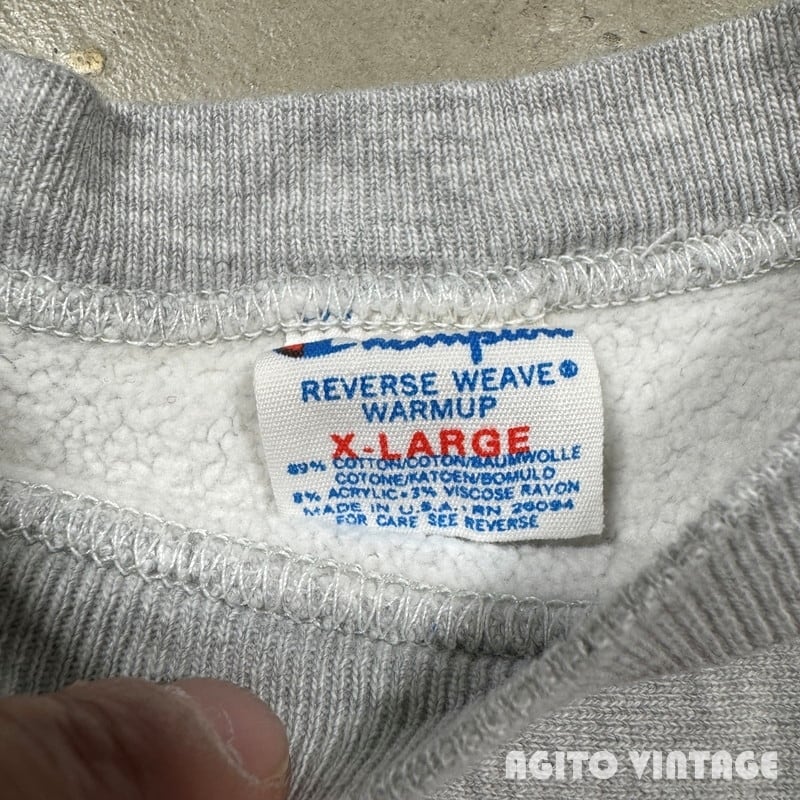 Champion
REVERSE WEAVE®
WARMUP
X-LARGE
89% COTTON/COTON/BAUMWOLLE
COTONE/KATOEN/BOMULD
8% ACRYLIC•3% VISCOSE RAYON
MADE IN U.S.A. RN 26094
FOR CARE SEE REVERSE
AGITO VINTAGE